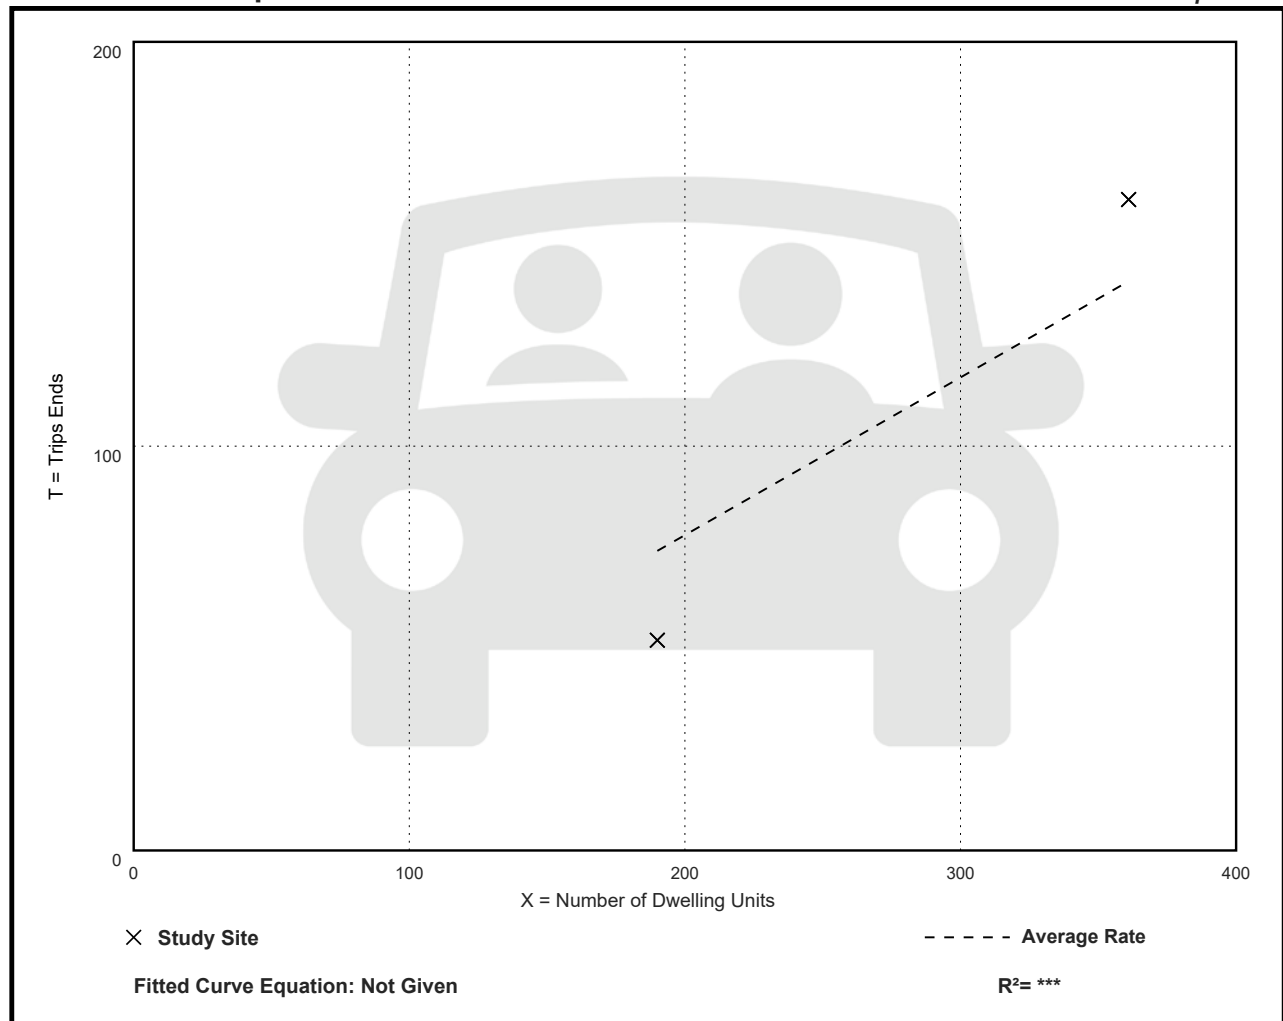 200
100
0
0 100 200 300 400
T = Trips Ends
X = Number of Dwelling Units
Study Site
Average Rate
Fitted Curve Equation: Not Given
R²= ***